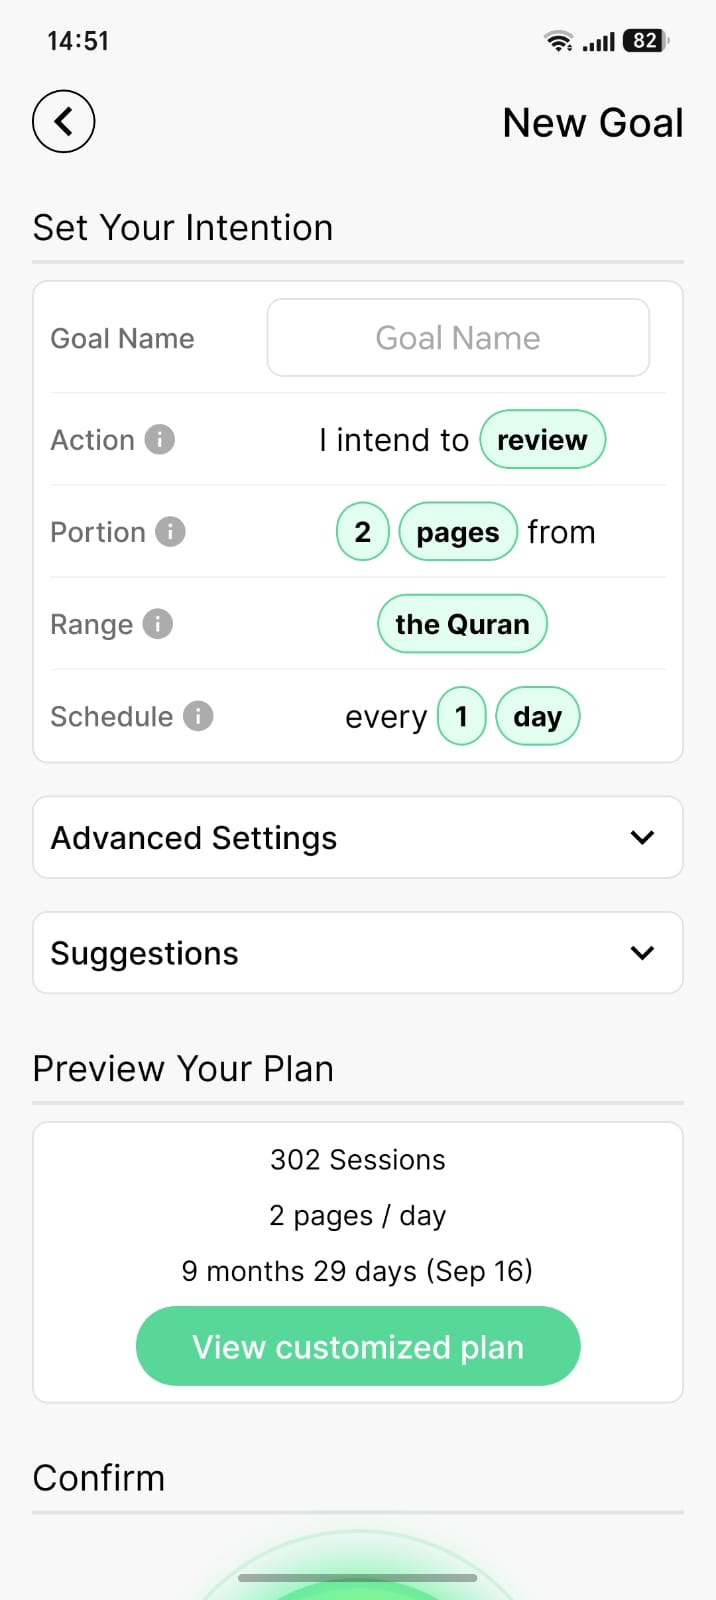 14:51
82
New Goal
Set Your Intention
Goal Name Goal Name
Action i I intend to review
Portion i 2 pages from
Range i the Quran
Schedule i every 1 day
Advanced Settings
Suggestions
Preview Your Plan
302 Sessions
2 pages / day
9 months 29 days (Sep 16)
View customized plan
Confirm